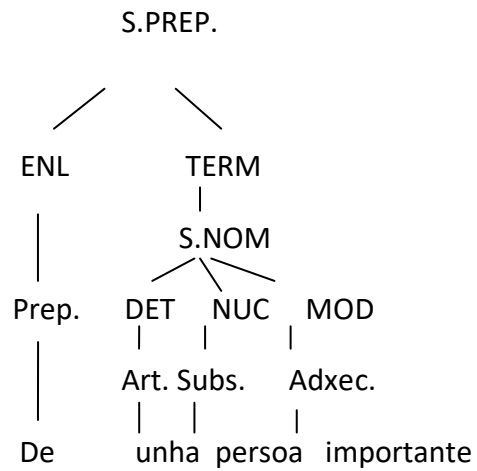 S.PREP.
ENL TERM
S.NOM
Prep. DET NUC MOD
Art. Subs. Adxec.
De unha persoa importante